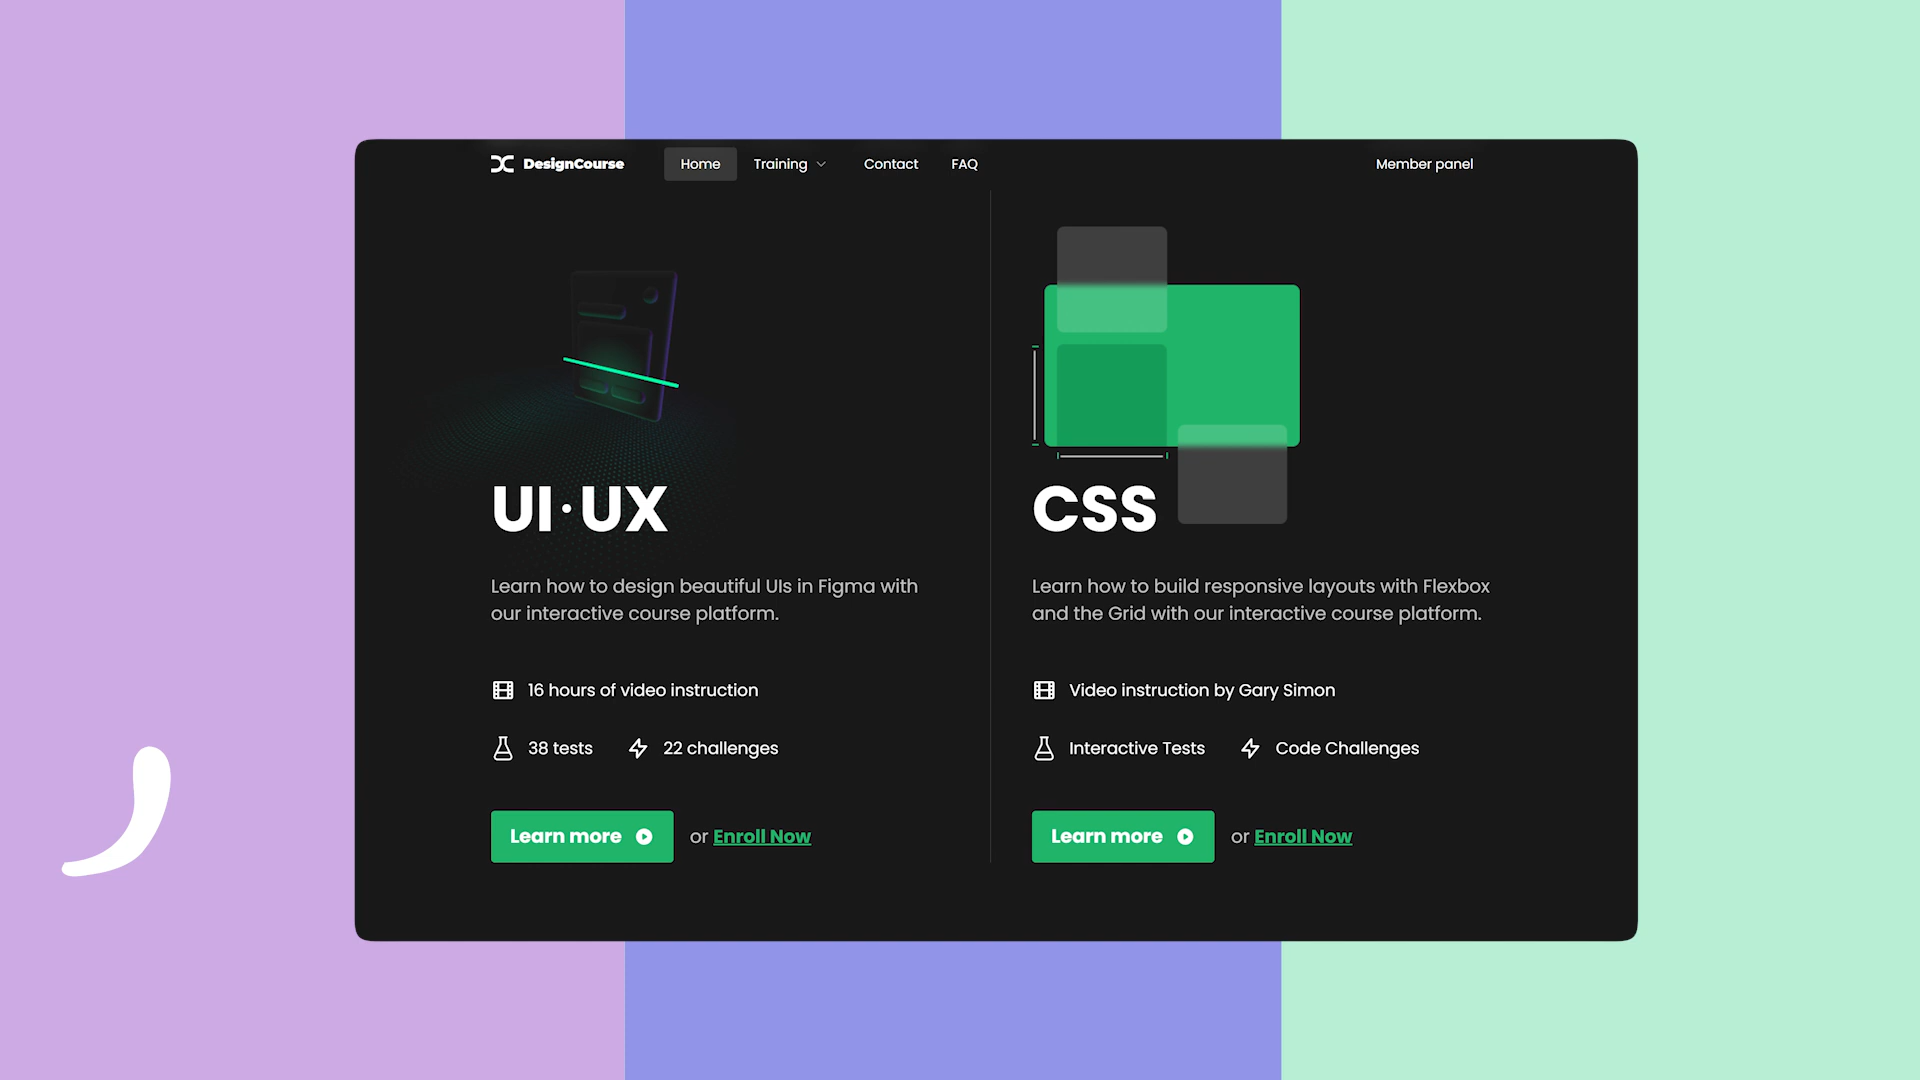 DesignCourse Home Training Contact FAQ Member panel
UI·UX
Learn how to design beautiful UIs in Figma with
our interactive course platform.
16 hours of video instruction
38 tests 22 challenges
Learn more or Enroll Now
CSS
Learn how to build responsive layouts with Flexbox
and the Grid with our interactive course platform.
Video instruction by Gary Simon
Interactive Tests Code Challenges
Learn more or Enroll Now